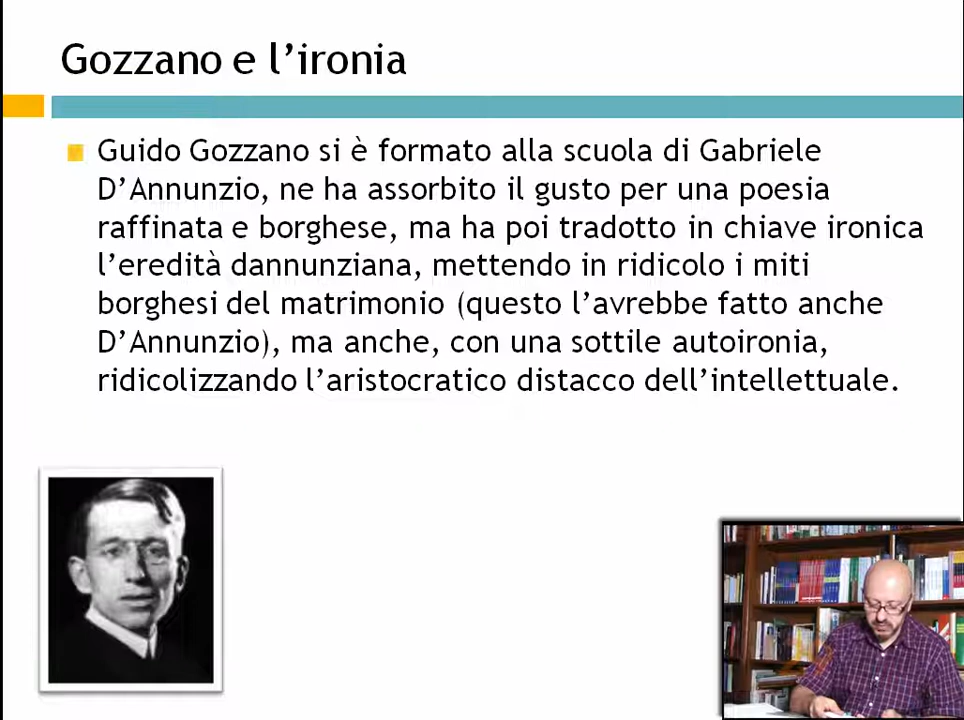 Gozzano e l’ironia
Guido Gozzano si è formato alla scuola di Gabriele
D’Annunzio, ne ha assorbito il gusto per una poesia
raffinata e borghese, ma ha poi tradotto in chiave ironica
l’eredità dannunziana, mettendo in ridicolo i miti
borghesi del matrimonio (questo l’avrebbe fatto anche
D’Annunzio), ma anche, con una sottile autoironia,
ridicolizzando l’aristocratico distacco dell’intellettuale.